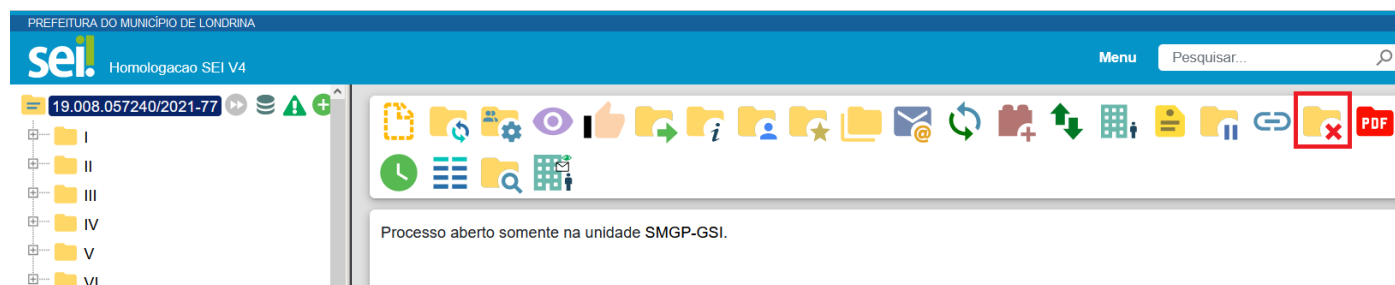 PREFEITURA DO MUNICÍPIO DE LONDRINA
sei!
Homologacao SEI V4
Menu
Pesquisar...
19.008.057240/2021-77
I
II
III
IV
V
VI
i
@
PDF
Processo aberto somente na unidade SMGP-GSI.